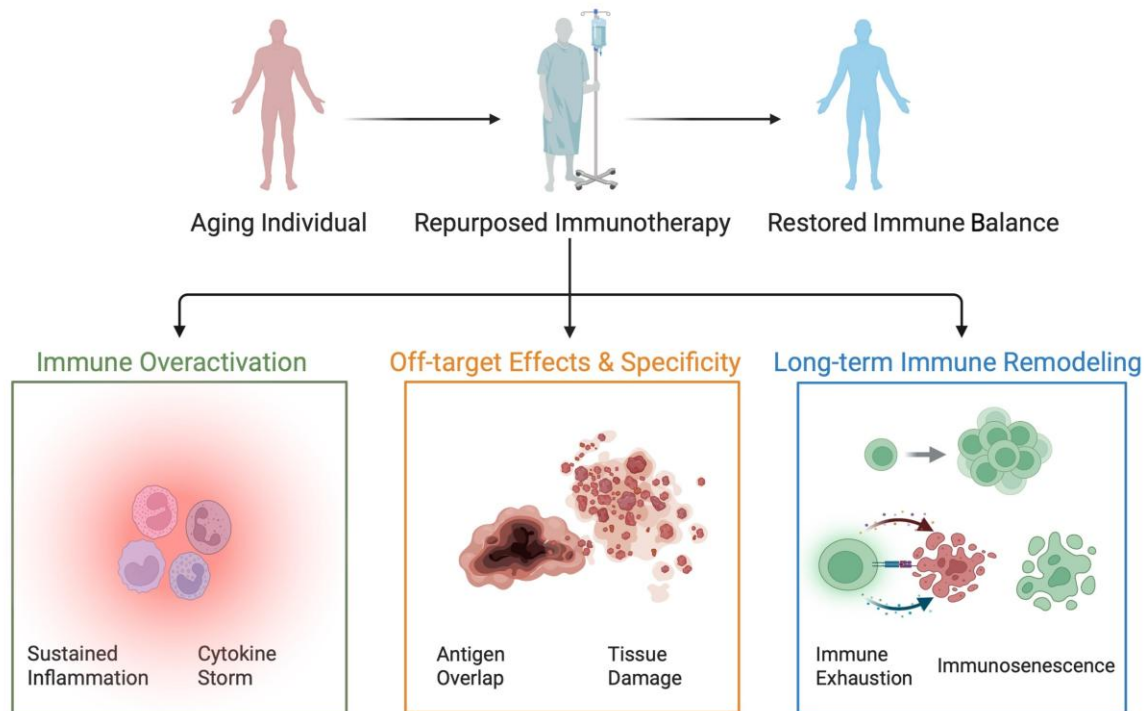 Aging Individual
Repurposed Immunotherapy
Restored Immune Balance
Immune Overactivation
Off-target Effects & Specificity
Long-term Immune Remodeling
Sustained
Inflammation
Cytokine
Storm
Antigen
Overlap
Tissue
Damage
Immune
Exhaustion
Immunosenescence